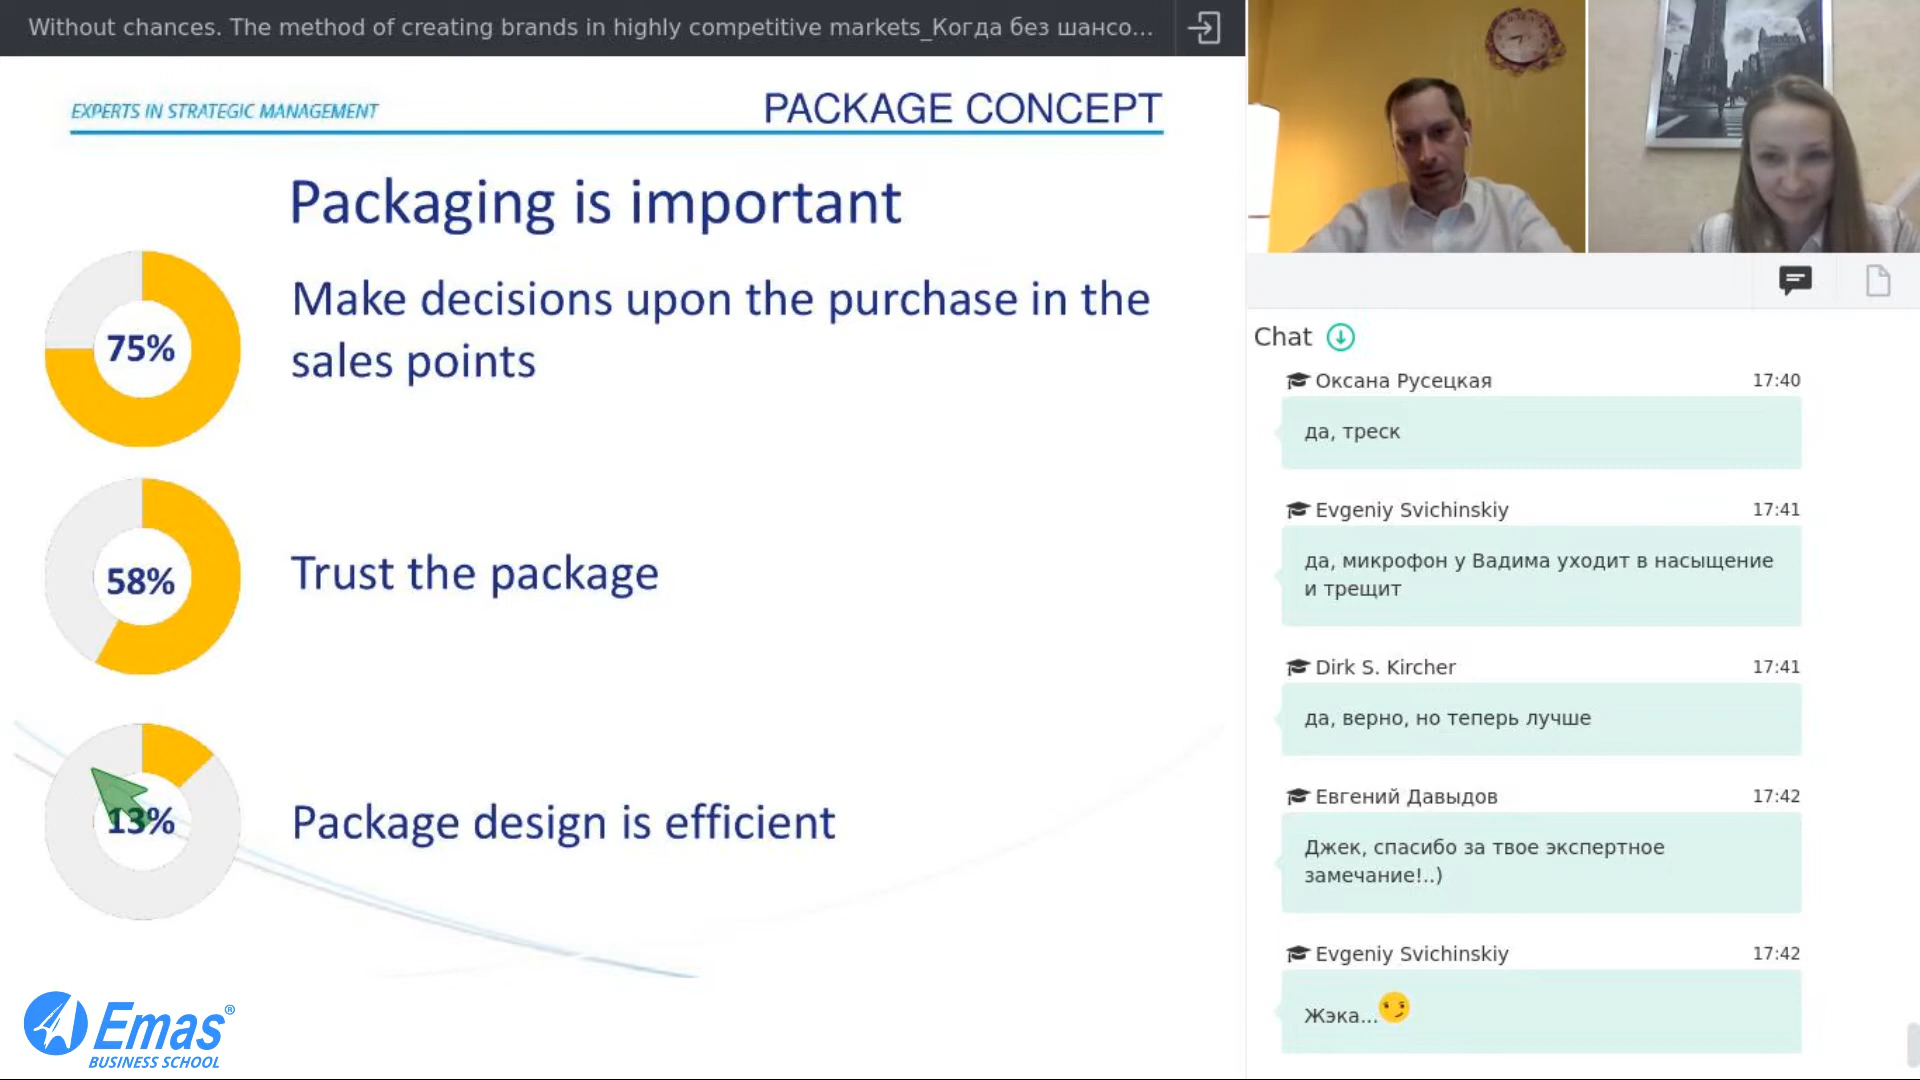 Without chances. The method of creating brands in highly competitive markets_Когда без шансо...
EXPERTS IN STRATEGIC MANAGEMENT
PACKAGE CONCEPT
Packaging is important
75%
Make decisions upon the purchase in the
sales points
58%
Trust the package
13%
Package design is efficient
Emas®
BUSINESS SCHOOL
Chat
Оксана Русецкая 17:40
да, треск
Evgeniy Svichinskiy 17:41
да, микрофон у Вадима уходит в насыщение
и трещит
Dirk S. Kircher 17:41
да, верно, но теперь лучше
Евгений Давыдов 17:42
Джек, спасибо за твое экспертное
замечание!..)
Evgeniy Svichinskiy 17:42
Жэка...